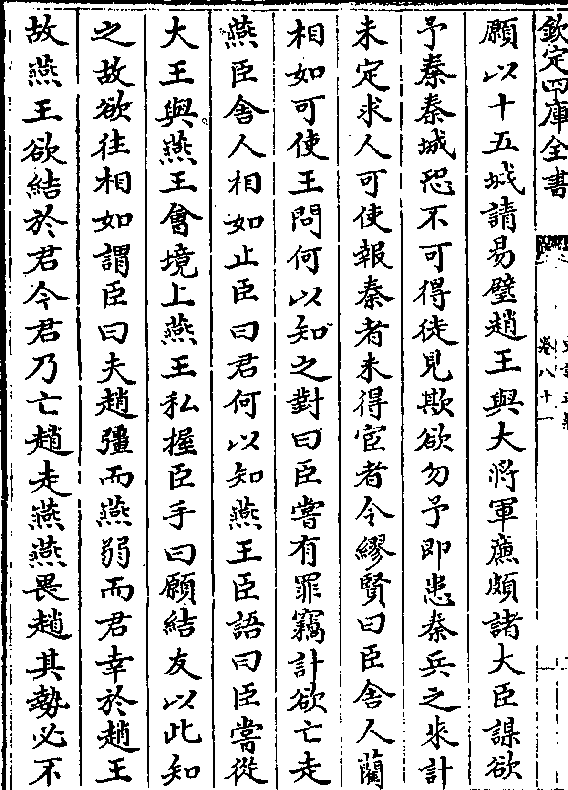 欽定四庫全書
卷八十一
願以十五城請易璧趙王與大將軍㢘頗諸大臣謀欲
予秦秦城恐不可得徒見欺欲勿予即患秦兵之来計
未定求人可使報秦者未得宦者令繆賢曰臣舍人藺
相如可使王問何以知之對曰臣嘗有罪竊計欲亡走
燕臣舍人相如止臣曰君何以知燕王臣語曰臣嘗從
大王與燕王會境上燕王私握臣手曰願結友以此知
之故欲往相如謂臣曰夫趙彊而燕弱而君幸於趙王
故燕王欲結於君今君乃亡趙走燕燕畏趙其勢必不